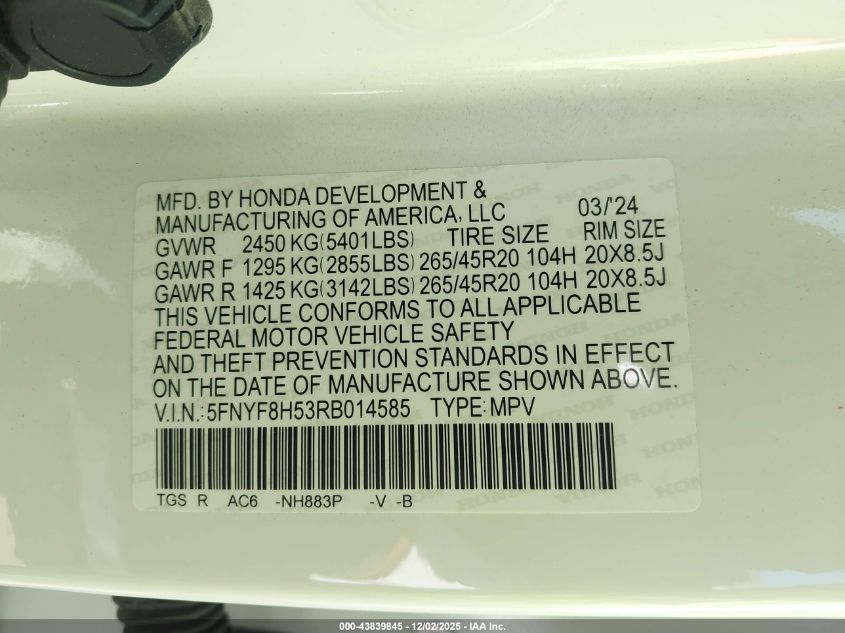 MFD. BY HONDA DEVELOPMENT &
MANUFACTURING OF AMERICA, LLC 03/'24
GVWR 2450 KG(5401LBS) TIRE SIZE RIM SIZE
GAWR F 1295 KG(2855LBS) 265/45R20 104H 20X8.5J
GAWR R 1425 KG(3142LBS) 265/45R20 104H 20X8.5J
THIS VEHICLE CONFORMS TO ALL APPLICABLE
FEDERAL MOTOR VEHICLE SAFETY
AND THEFT PREVENTION STANDARDS IN EFFECT
ON THE DATE OF MANUFACTURE SHOWN ABOVE.
V.I.N.:5FNYF8H53RB014585 TYPE:MPV
TGS R AC6 -NH883P -V -B
000-43839845 - 12/02/2025 - IAA Inc.